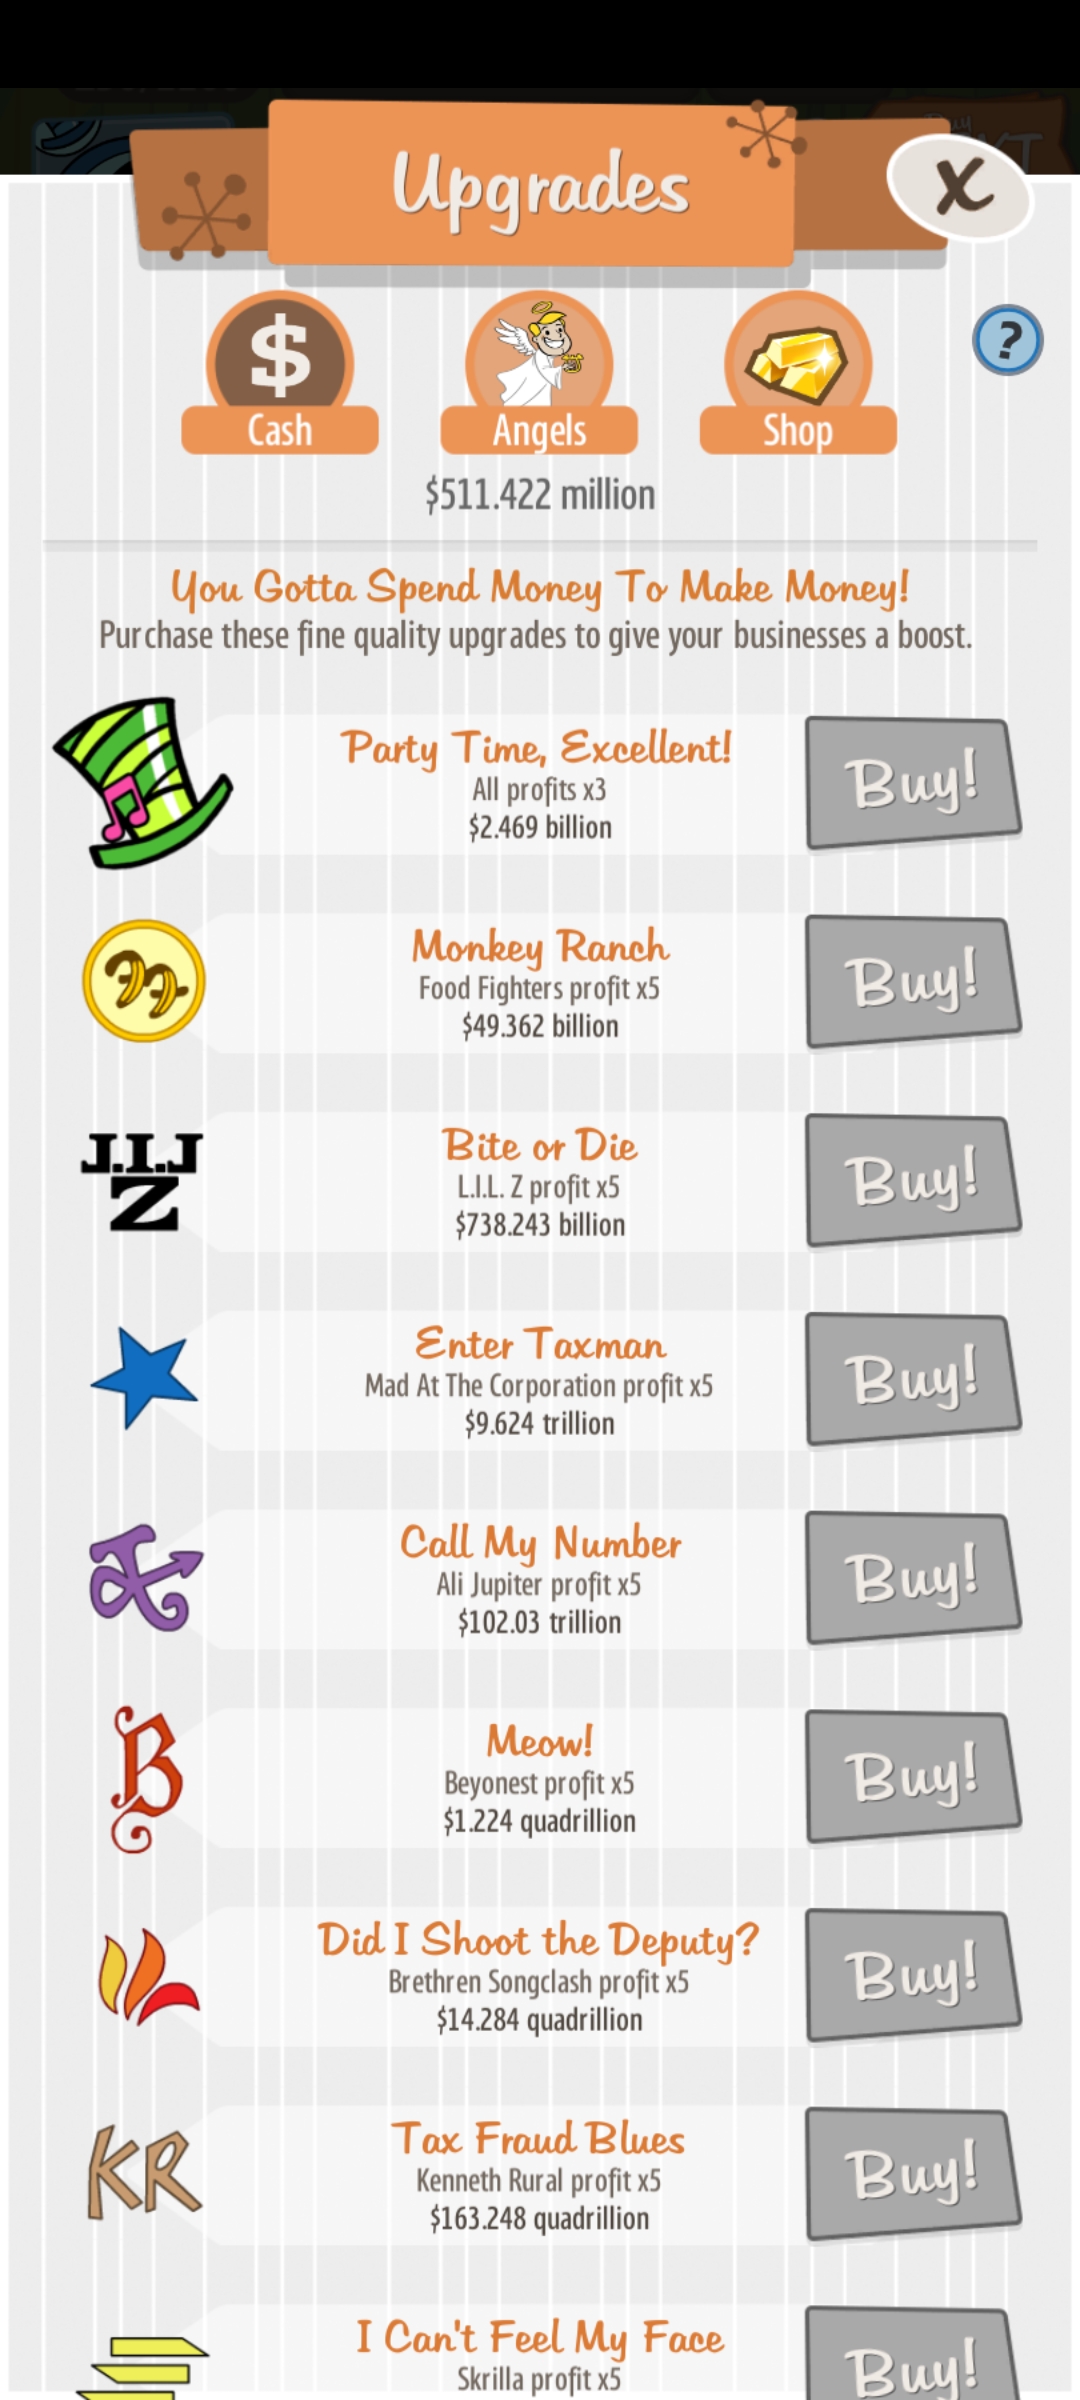 Upgrades
X
$
?
Cash
Angels
Shop
$511.422 million
You Gotta Spend Money To Make Money!
Purchase these fine quality upgrades to give your businesses a boost.
Party Time, Excellent!
All profits x3
$2.469 billion
Buy!
Monkey Ranch
Food Fighters profit x5
$49.362 billion
Buy!
J.I.J
Z
Bite or Die
L.I.L. Z profit x5
$738.243 billion
Buy!
Enter Taxman
Mad At The Corporation profit x5
$9.624 trillion
Buy!
Call My Number
Ali Jupiter profit x5
$102.03 trillion
Buy!
B
Meow!
Beyonest profit x5
$1.224 quadrillion
Buy!
Did I Shoot the Deputy?
Brethren Songclash profit x5
$14.284 quadrillion
Buy!
KR
Tax Fraud Blues
Kenneth Rural profit x5
$163.248 quadrillion
Buy!
I Can't Feel My Face
Skrilla profit x5
Buy!